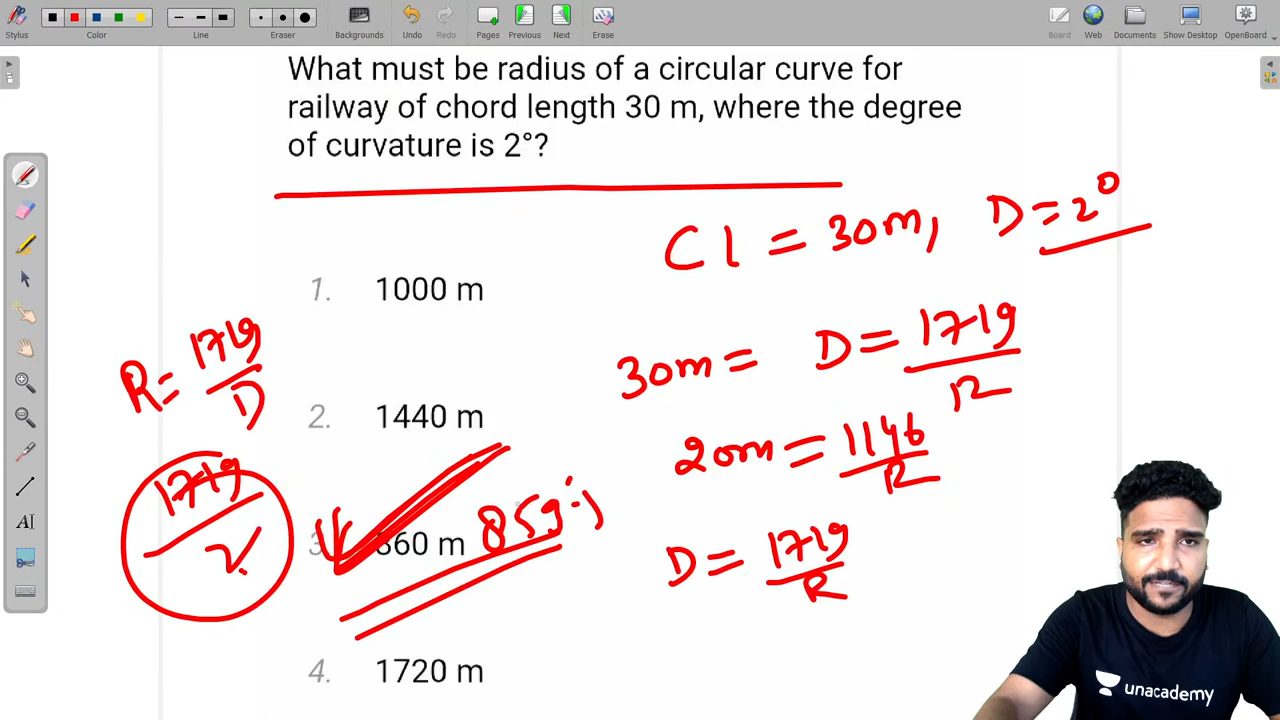 Stylus
Color
Line
Eraser
Backgrounds
Undo
Redo
Pages
Previous
Next
Erase
Board
Web
Documents
Show Desktop
OpenBoard
What must be radius of a circular curve for
railway of chord length 30 m, where the degree
of curvature is 2°?
Cl = 30m, D = 2°
1. 1000 m
R = 1719/D
30m = D = 1719/R
2. 1440 m
20m = 1146/R
1719/2
3. 860 m 859.5
D = 1719/R
4. 1720 m
unacademy